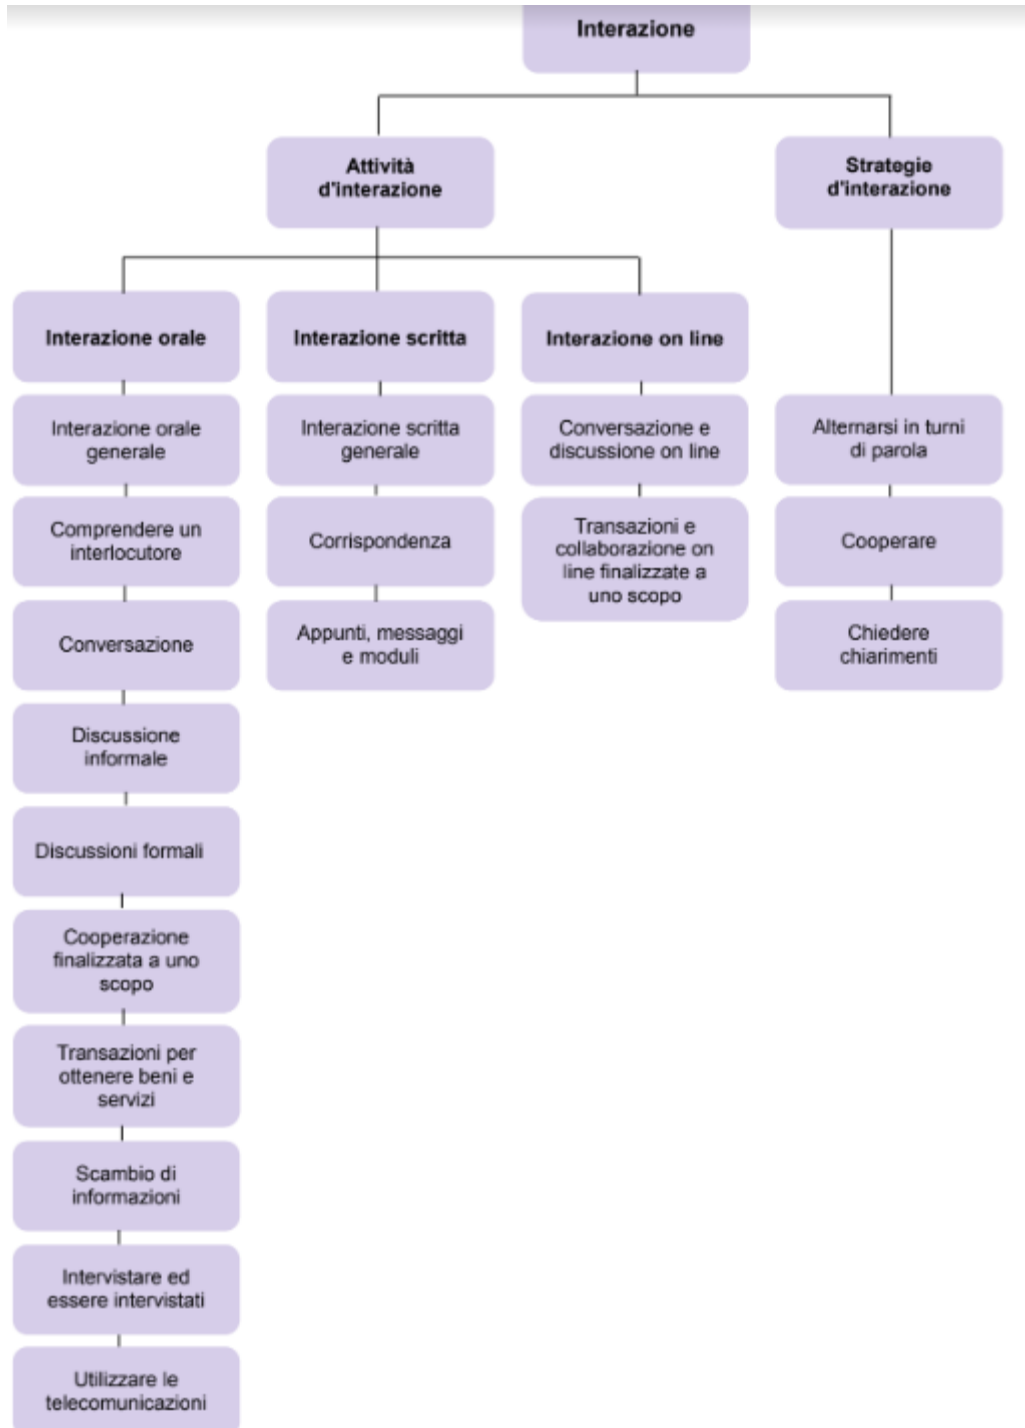 Interazione
Attività
d'interazione
Strategie
d'interazione
Interazione orale
Interazione scritta
Interazione on line
Interazione orale
generale
Comprendere un
interlocutore
Conversazione
Discussione
informale
Discussioni formali
Cooperazione
finalizzata a uno
scopo
Transazioni per
ottenere beni e
servizi
Scambio di
informazioni
Intervistare ed
essere intervistati
Utilizzare le
telecomunicazioni
Interazione scritta
generale
Corrispondenza
Appunti, messaggi
e moduli
Conversazione e
discussione on line
Transazioni e
collaborazione on
line finalizzate a
uno scopo
Alternarsi in turni
di parola
Cooperare
Chiedere
chiarimenti